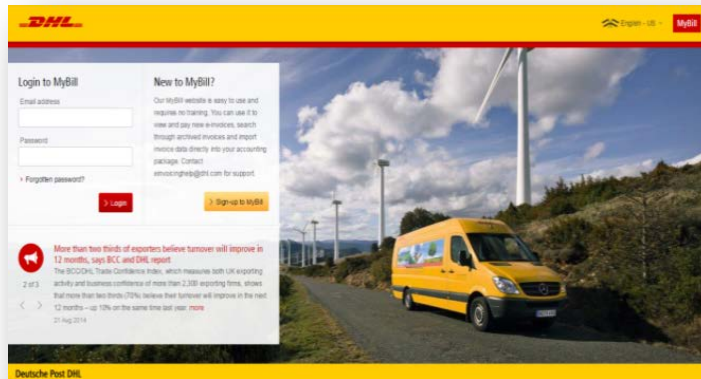 DHL
English - US
MyBill
Login to MyBill
Email address
Password
Forgotten password?
Login
New to MyBill?
Our MyBill website is easy to use and
requires no training. You can use it to
view and pay new e-invoices, search
through archived invoices and import
invoice data directly into your accounting
package. Contact
for support.
Sign-up to MyBill
More than two thirds of exporters believe turnover will improve in
12 months, says BCC and DHL report
The BCC/DHL Trade Confidence Index, which measures both UK exporting
activity and business confidence of more than 2,300 exporting firms, shows
that more than two thirds (70%) believe their turnover will improve in the next
12 months – up 10% on the same time last year. more
21 Aug 2014
2 of 3
Deutsche Post DHL